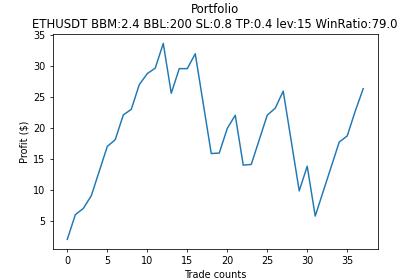 Portfolio
ETHUSDT BBM:2.4 BBL:200 SL:0.8 TP:0.4 lev:15 WinRatio:79.0
35
30
25
20
15
10
5
Profit ($)
0 5 10 15 20 25 30 35
Trade counts